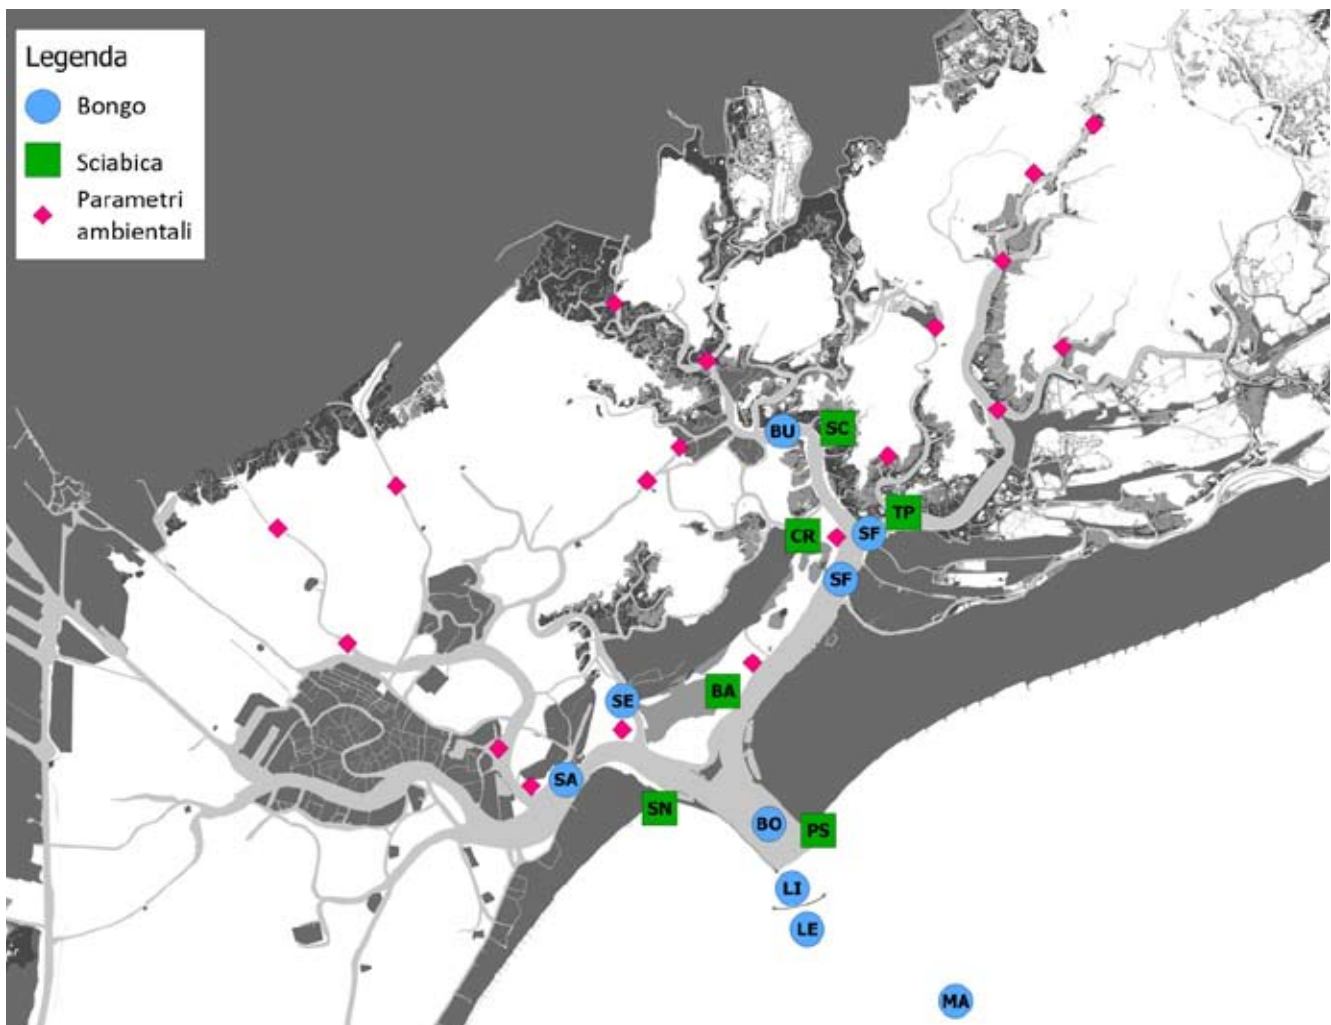 Legenda
Bongo
Sciabica
Parametri
ambientali
BU
SC
TP
SF
CR
SF
BA
SE
SA
SN
BO
PS
LI
LE
MA